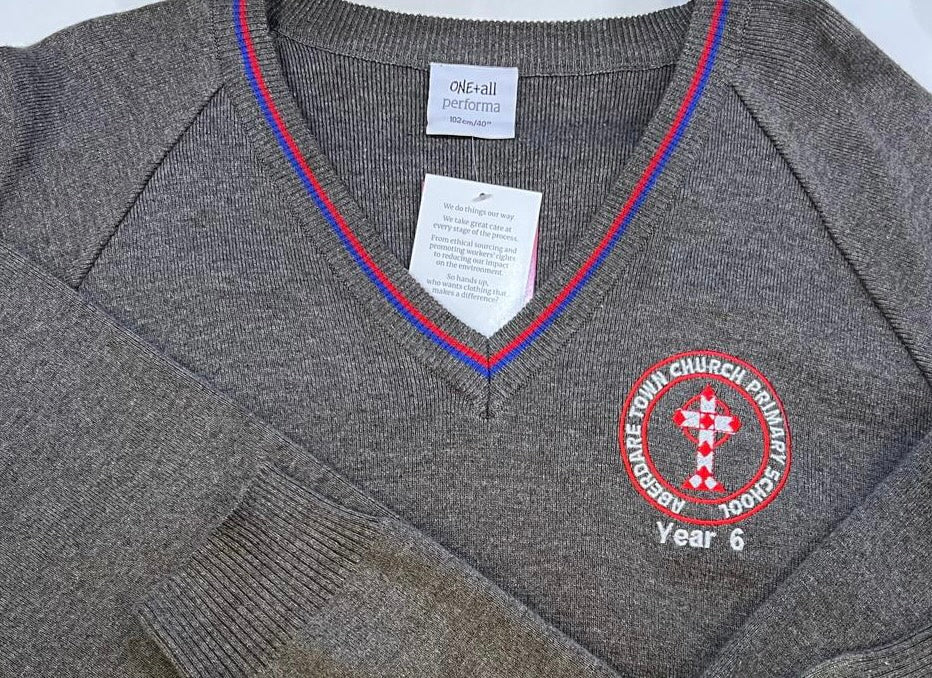 ONE+all
performa
102cm/40"
We do things our way
We take great care at
every stage of the process.
From ethical sourcing and
promoting workers' rights
to reducing our impact
on the environment.
So hands up,
who wants clothing that
makes a difference?
ABERDARE TOWN CHURCH PRIMARY SCHOOL
Year 6